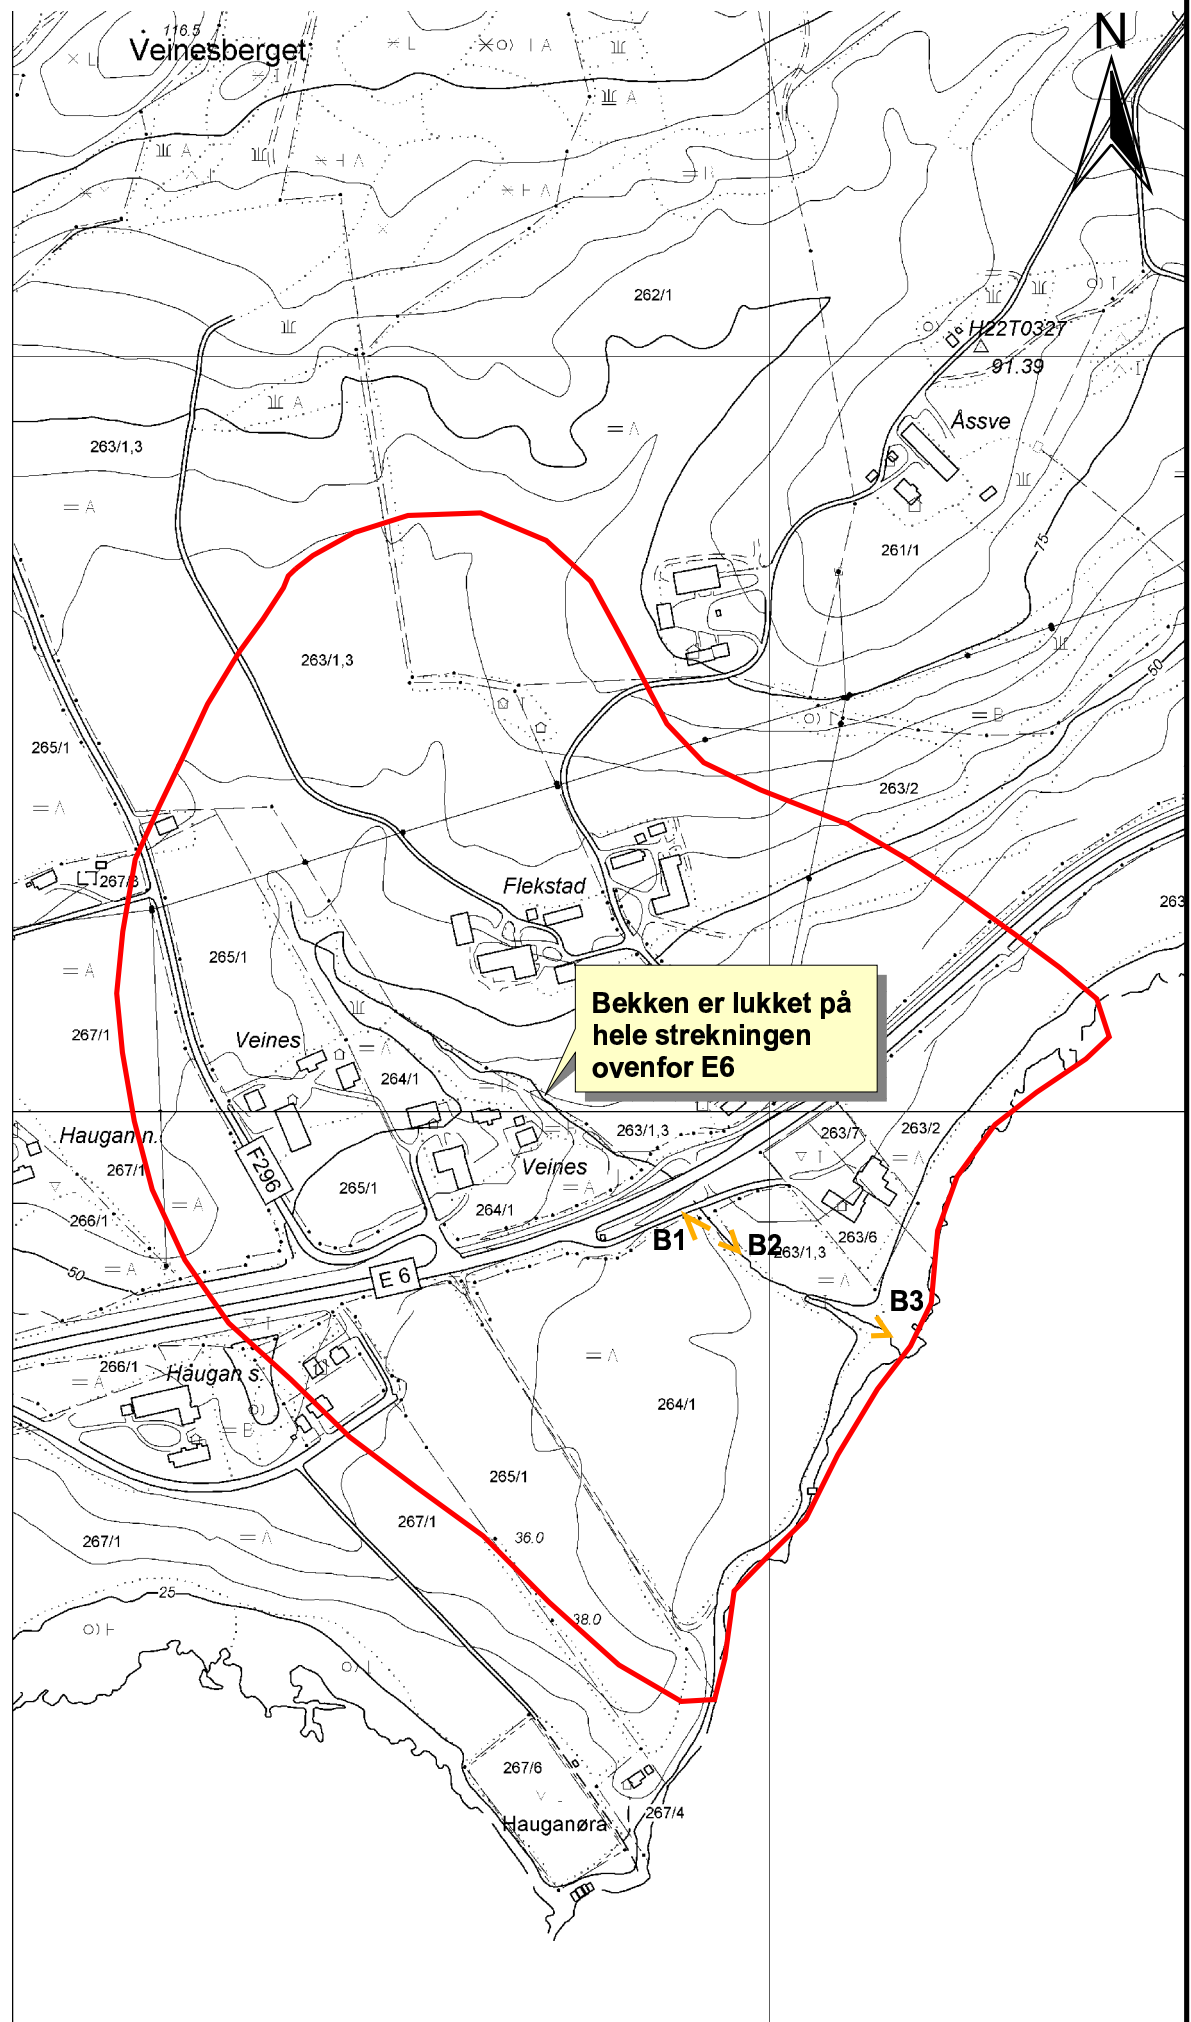 116.5
Veinesberget
N
262/1
H22T0327
91.39
Åssve
263/1,3
261/1
75
263/1,3
50
265/1
263/2
Flekstad
267/3
263
265/1
Bekken er lukket på
hele strekningen
ovenfor E6
267/1
Veines
264/1
Haugan n.
263/1,3
263/7
263/2
267/1
F296
Veines
265/1
266/1
264/1
B1
B2
263/1,3
263/6
50
E 6
B3
266/1
Haugan s.
264/1
265/1
267/1
36.0
267/1
25
38.0
267/6
267/4
Hauganøra